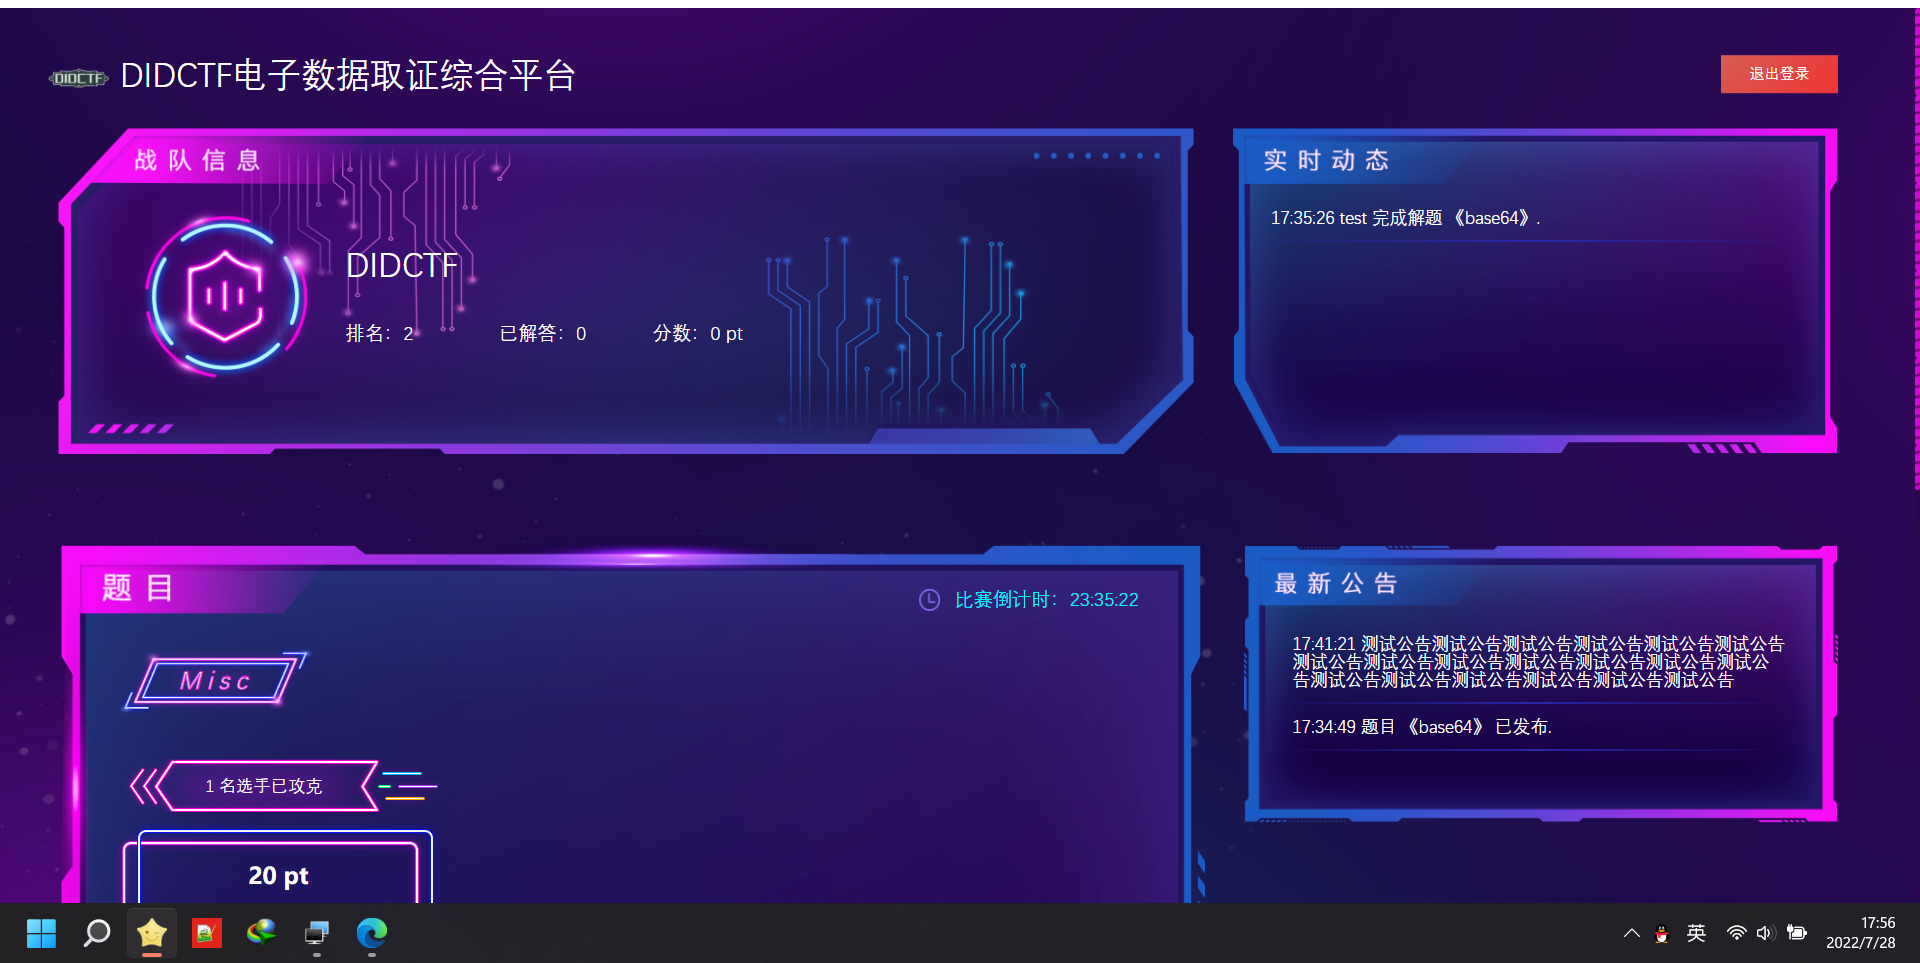 DIDCTF
DIDCTF电子数据取证综合平台
退出登录
战队信息
DIDCTF
排名：2
已解答：0
分数：0 pt
实时动态
17:35:26 test 完成解题 《base64》.
题目
比赛倒计时：23:35:22
Misc
1 名选手已攻克
20 pt
最新公告
17:41:21 测试公告测试公告测试公告测试公告测试公告测试公告
测试公告测试公告测试公告测试公告测试公告测试公告测试公
告测试公告测试公告测试公告测试公告测试公告测试公告
17:34:49 题目 《base64》 已发布.
英
17:56
2022/7/28